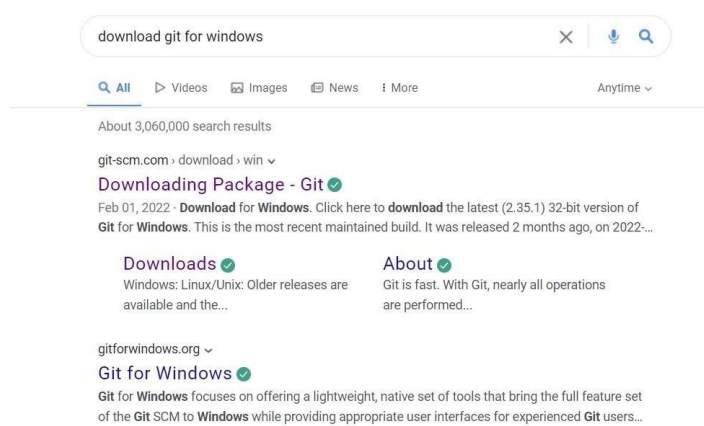 download git for windows
All Videos Images News More Anytime
About 3,060,000 search results
git-scm.com › download › win
Downloading Package - Git
Feb 01, 2022 · Download for Windows. Click here to download the latest (2.35.1) 32-bit version of
Git for Windows. This is the most recent maintained build. It was released 2 months ago, on 2022-...
Downloads About
Windows: Linux/Unix: Older releases are Git is fast. With Git, nearly all operations
available and the... are performed...
gitforwindows.org
Git for Windows
Git for Windows focuses on offering a lightweight, native set of tools that bring the full feature set
of the Git SCM to Windows while providing appropriate user interfaces for experienced Git users...